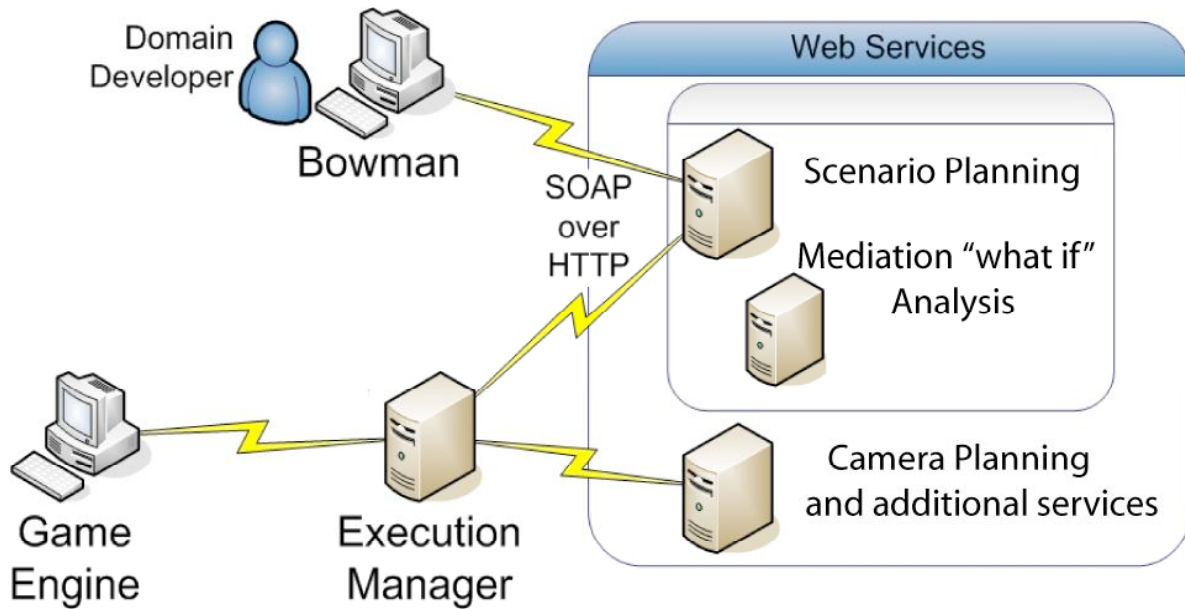 Domain
Developer
Bowman
Web Services
Scenario Planning
SOAP
over
HTTP
Mediation “what if”
Analysis
Camera Planning
and additional services
Game
Engine
Execution
Manager